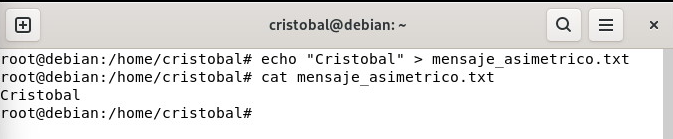 cristobal@debian: ~
root@debian:/home/cristobal# echo "Cristobal" > mensaje_asimetrico.txt
root@debian:/home/cristobal# cat mensaje_asimetrico.txt
Cristobal
root@debian:/home/cristobal#